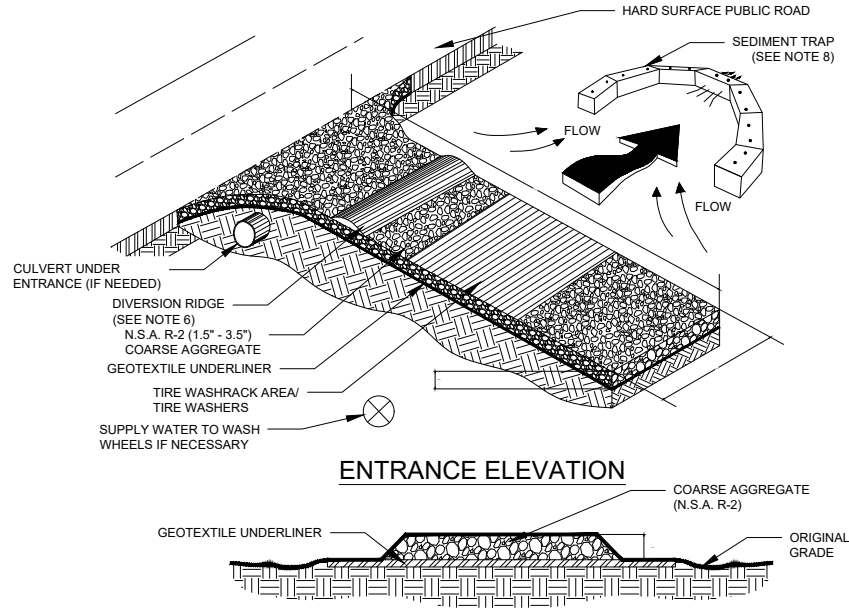 HARD SURFACE PUBLIC ROAD
SEDIMENT TRAP
(SEE NOTE 8)
FLOW
FLOW
CULVERT UNDER
ENTRANCE (IF NEEDED)
DIVERSION RIDGE
(SEE NOTE 6)
N.S.A. R-2 (1.5" - 3.5")
COARSE AGGREGATE
GEOTEXTILE UNDERLINER
TIRE WASHRACK AREA/
TIRE WASHERS
SUPPLY WATER TO WASH
WHEELS IF NECESSARY
ENTRANCE ELEVATION
COARSE AGGREGATE
(N.S.A. R-2)
GEOTEXTILE UNDERLINER
ORIGINAL
GRADE